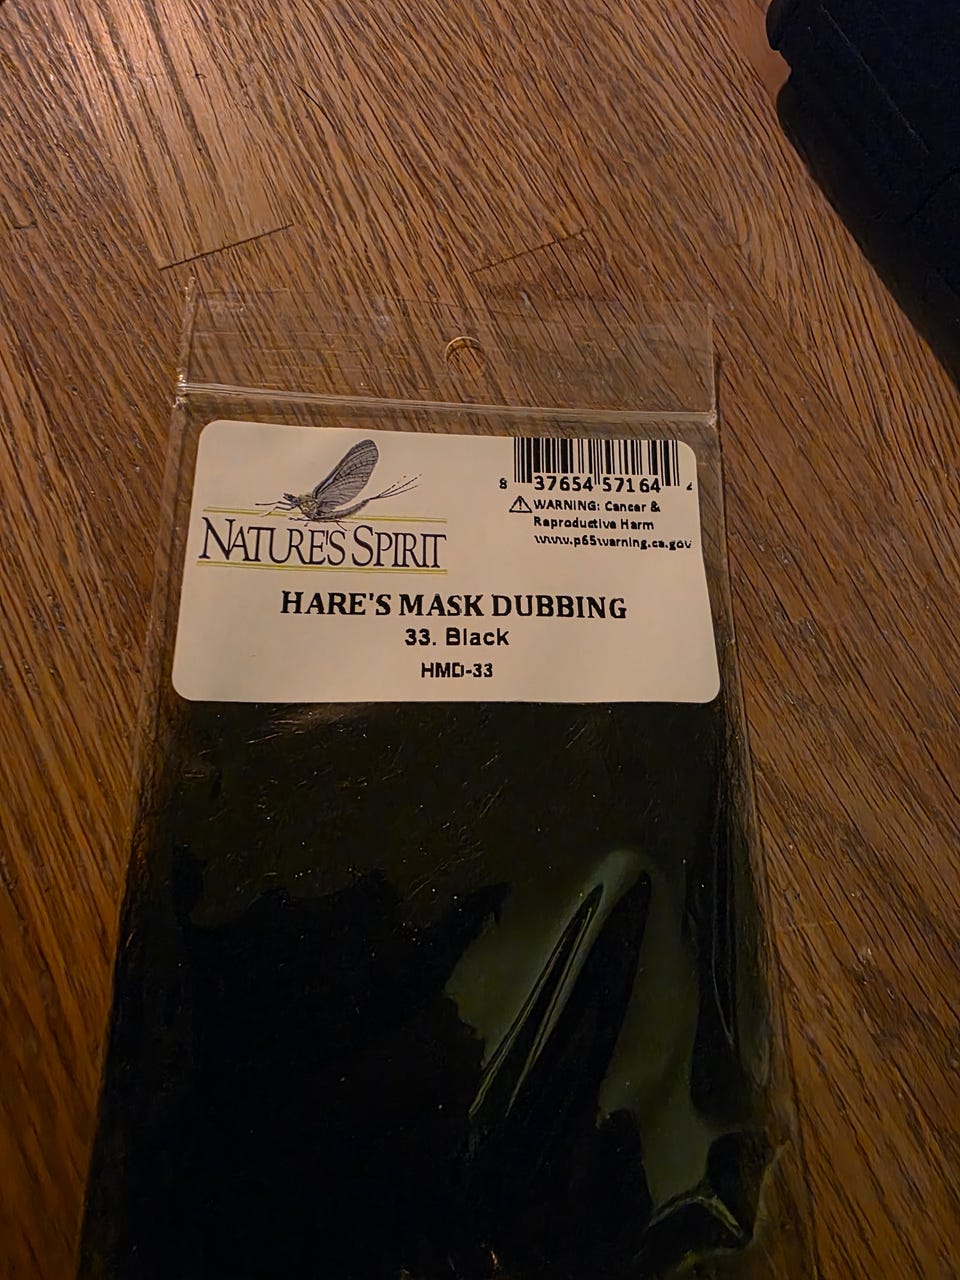 NATURE'S SPIRIT
8 37654 57164 2
WARNING: Cancer &
Reproductive Harm
www.p65warning.ca.gov
HARE'S MASK DUBBING
33. Black
HMD-33